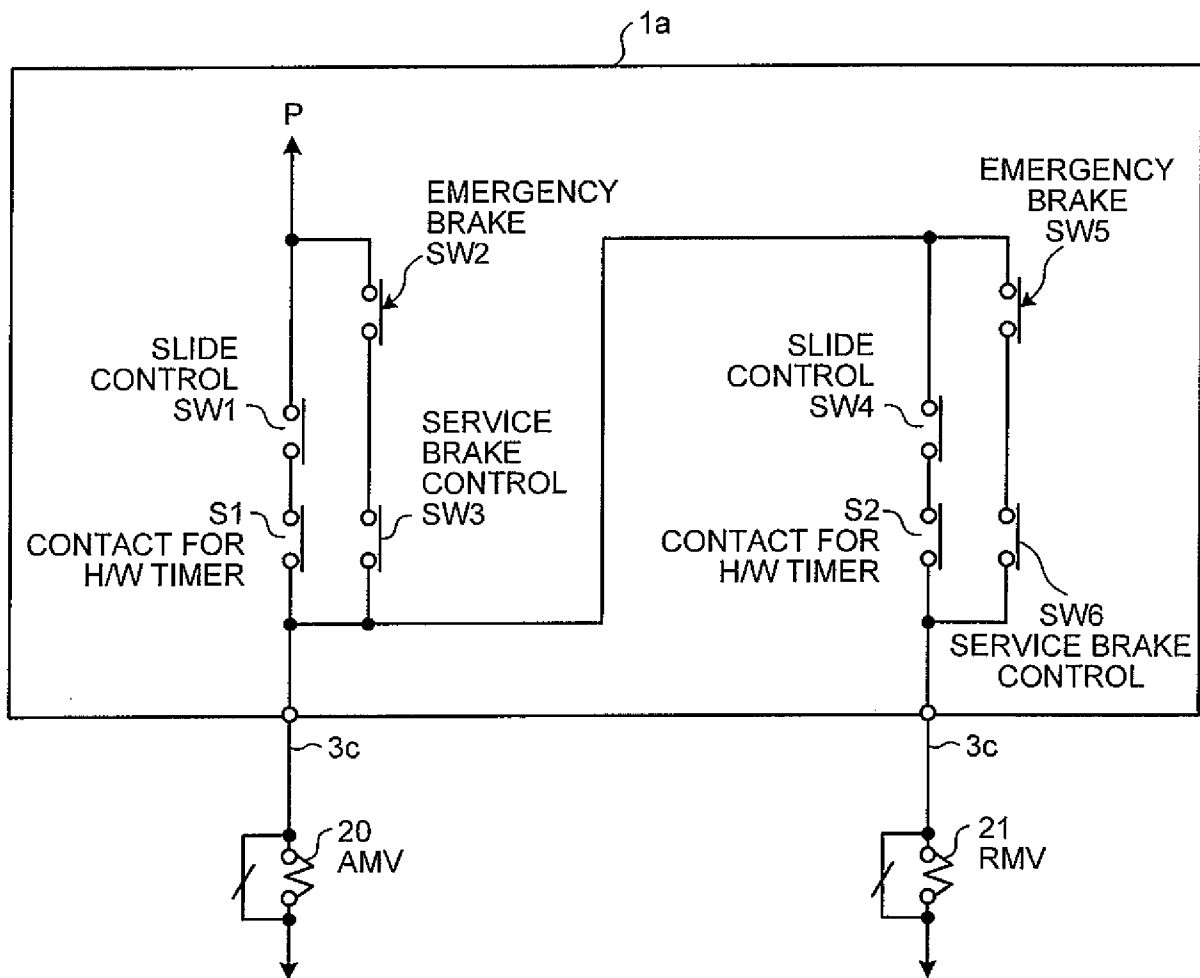 1a
P
EMERGENCY
BRAKE
SW2
EMERGENCY
BRAKE
SW5
SLIDE
CONTROL
SW1
SERVICE
BRAKE
CONTROL
SW3
SLIDE
CONTROL
SW4
S1
CONTACT FOR
H/W TIMER
S2
CONTACT FOR
H/W TIMER
SW6
SERVICE BRAKE
CONTROL
3c
3c
20
AMV
21
RMV